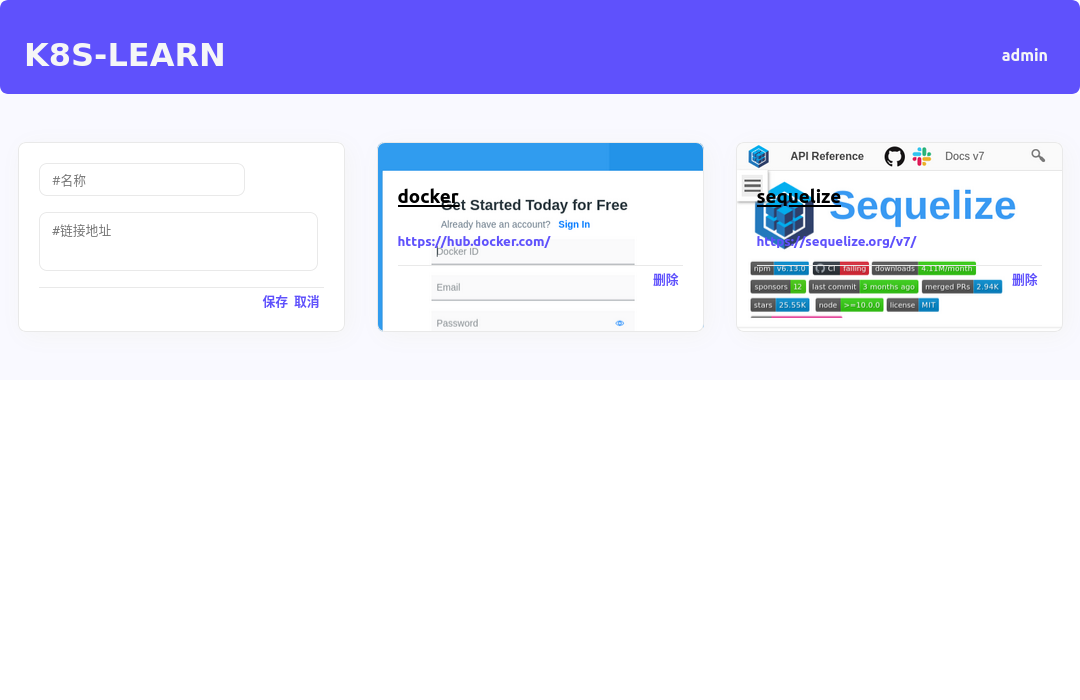 K8S-LEARN
admin
#名称
#链接地址
保存 取消
docker
Get Started Today for Free
Already have an account? Sign In
https://hub.docker.com/
Docker ID
删除
Email
Password
API Reference
Docs v7
sequelize
Sequelize
https://sequelize.org/v7/
npm v6.13.0 CI failing downloads 4.11M/month
删除
sponsors 12 last commit 3 months ago merged PRs 2.94K
stars 25.55K node >=10.0.0 license MIT